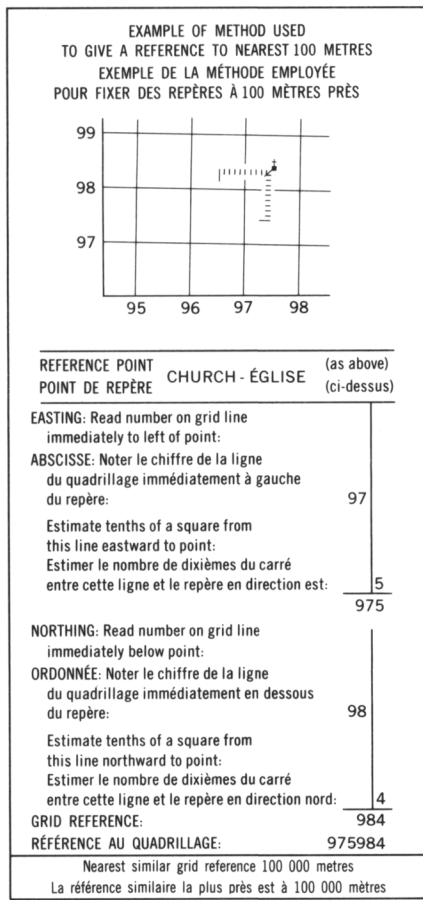 EXAMPLE OF METHOD USED
TO GIVE A REFERENCE TO NEAREST 100 METRES
EXEMPLE DE LA MÉTHODE EMPLOYÉE
POUR FIXER DES REPÈRES À 100 MÈTRES PRÈS
99
98
97
95 96 97 98
REFERENCE POINT
POINT DE REPÈRE
CHURCH - ÉGLISE
(as above)
(ci-dessus)
EASTING: Read number on grid line
immediately to left of point:
ABSCISSE: Noter le chiffre de la ligne
du quadrillage immédiatement à gauche
du repère: 97
Estimate tenths of a square from
this line eastward to point:
Estimer le nombre de dixièmes du carré
entre cette ligne et le repère en direction est: 5
975
NORTHING: Read number on grid line
immediately below point:
ORDONNÉE: Noter le chiffre de la ligne
du quadrillage immédiatement en dessous
du repère: 98
Estimate tenths of a square from
this line northward to point:
Estimer le nombre de dixièmes du carré
entre cette ligne et le repère en direction nord: 4
GRID REFERENCE: 984
RÉFÉRENCE AU QUADRILLAGE: 975984
Nearest similar grid reference 100 000 metres
La référence similaire la plus près est à 100 000 mètres